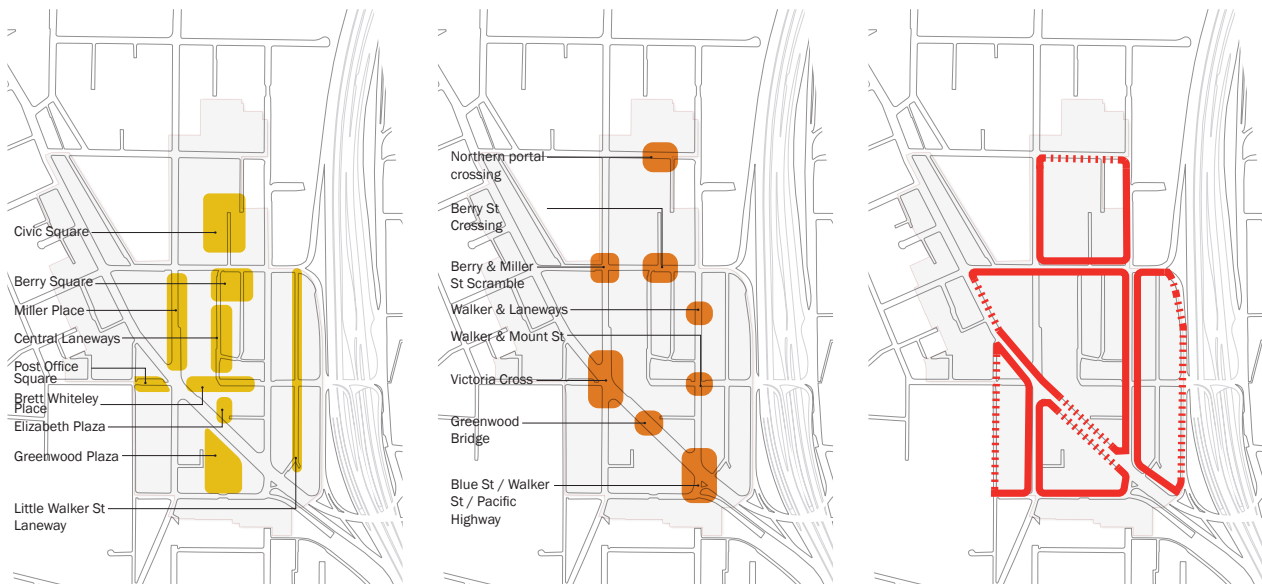 Civic Square
Berry Square
Miller Place
Central Laneways
Post Office
Square
Brett Whiteley
Place
Elizabeth Plaza
Greenwood Plaza
Little Walker St
Laneway
Northern portal
crossing
Berry St
Crossing
Berry & Miller
St Scramble
Walker & Laneways
Walker & Mount St
Victoria Cross
Greenwood
Bridge
Blue St / Walker
St / Pacific
Highway